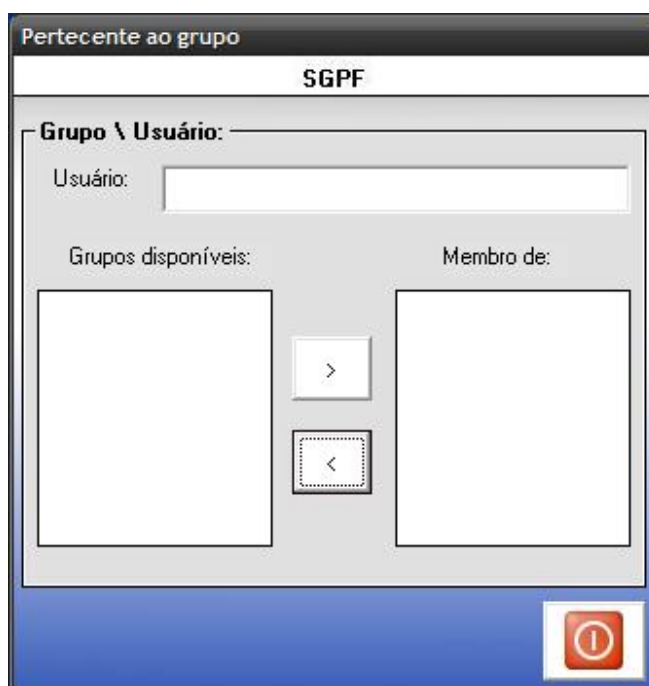 Pertecente ao grupo
SGPF
Grupo \ Usuário:
Usuário:
Grupos disponíveis: Membro de:
>
<